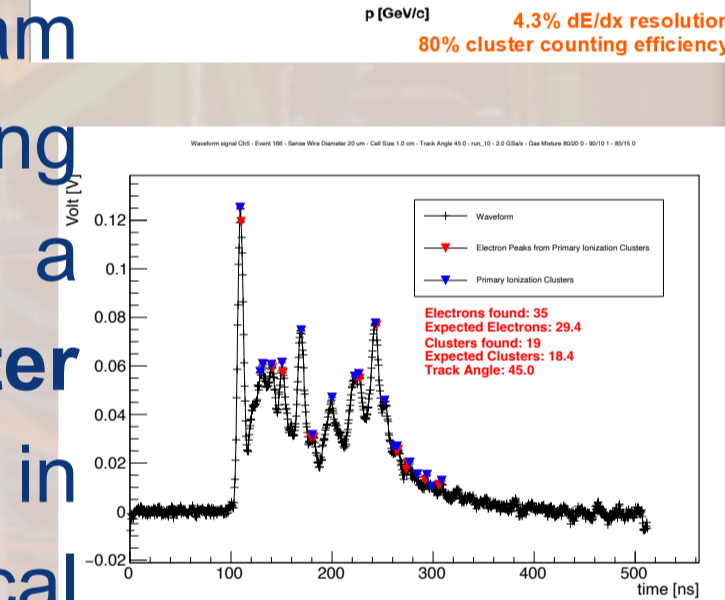 am
ng
a
ter
in
cal
p [GeV/c]
4.3% dE/dx resolution
80% cluster counting efficiency
Waveform signal Ch5 - Event 166 - Sense Wire Diameter 20 um - Cell Size 1.0 cm - Track Angle 45.0 - run_10 - 2.0 GSa/s - Gas Mixture 80/20 0 - 90/10 1 - 85/15 0
Volt [V]
0.12
0.1
0.08
0.06
0.04
0.02
0
−0.02
Waveform
Electron Peaks from Primary Ionization Clusters
Primary Ionization Clusters
Electrons found: 35
Expected Electrons: 29.4
Clusters found: 19
Expected Clusters: 18.4
Track Angle: 45.0
0 100 200 300 400 500
time [ns]